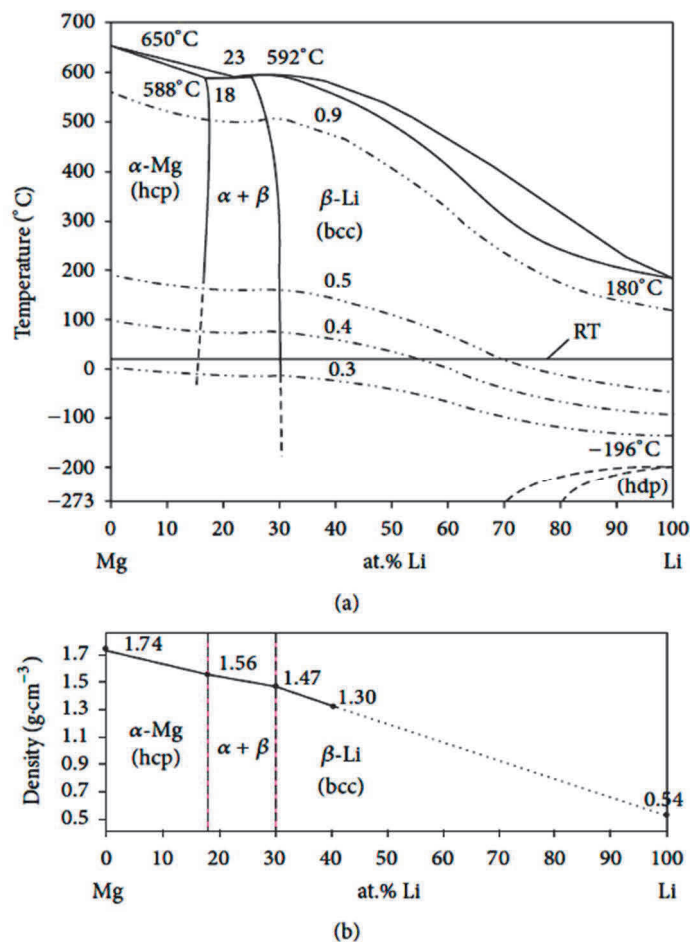 700
650°C
23 592°C
600
588°C
18
500
0.9
400
α-Mg
(hcp)
α + β
β-Li
(bcc)
300
200
0.5
180°C
100
0.4
RT
0
0.3
−100
−196°C
−200
(hdp)
−273
Temperature (°C)
0 10 20 30 40 50 60 70 80 90 100
Mg at.% Li Li
(a)
1.7
1.74
1.56
1.5
1.47
1.3
1.30
α-Mg
(hcp)
α + β
β-Li
(bcc)
1.1
0.9
0.7
0.54
0.5
Density (g·cm⁻³)
0 10 20 30 40 50 60 70 80 90 100
Mg at.% Li Li
(b)